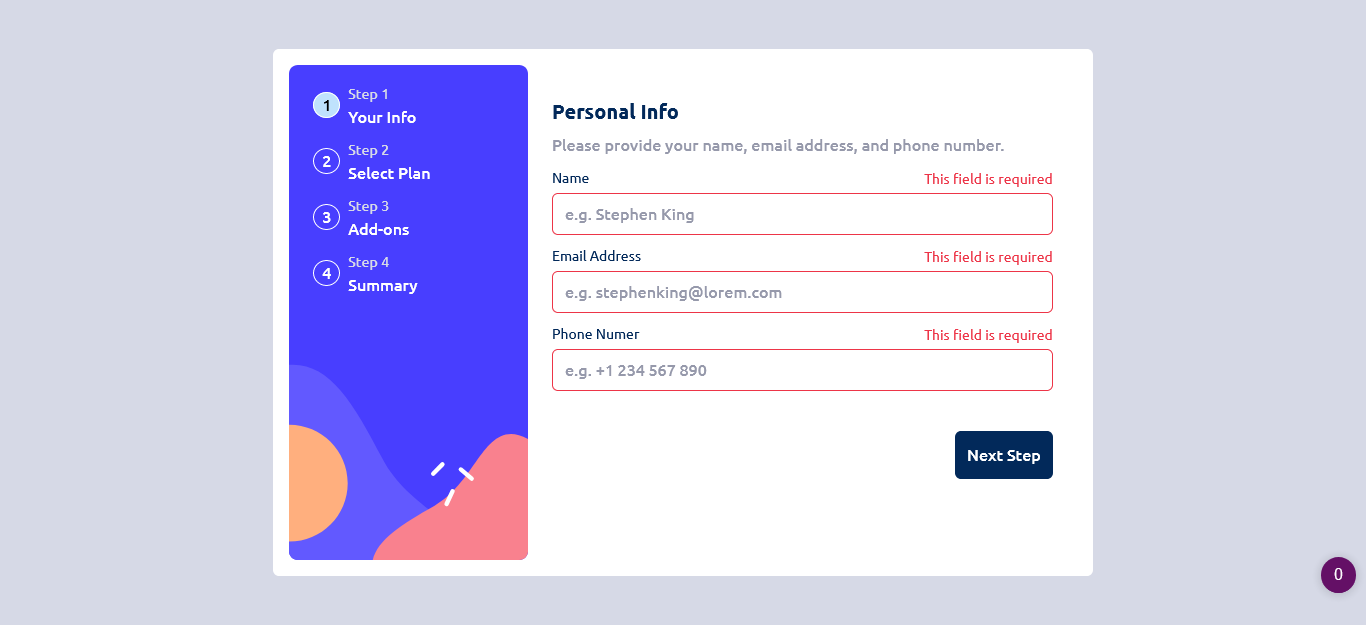 1
Step 1
Your Info
2
Step 2
Select Plan
3
Step 3
Add-ons
4
Step 4
Summary
Personal Info
Please provide your name, email address, and phone number.
Name
This field is required
e.g. Stephen King
Email Address
This field is required
e.g. stephenking@lorem.com
Phone Numer
This field is required
e.g. +1 234 567 890
Next Step
0